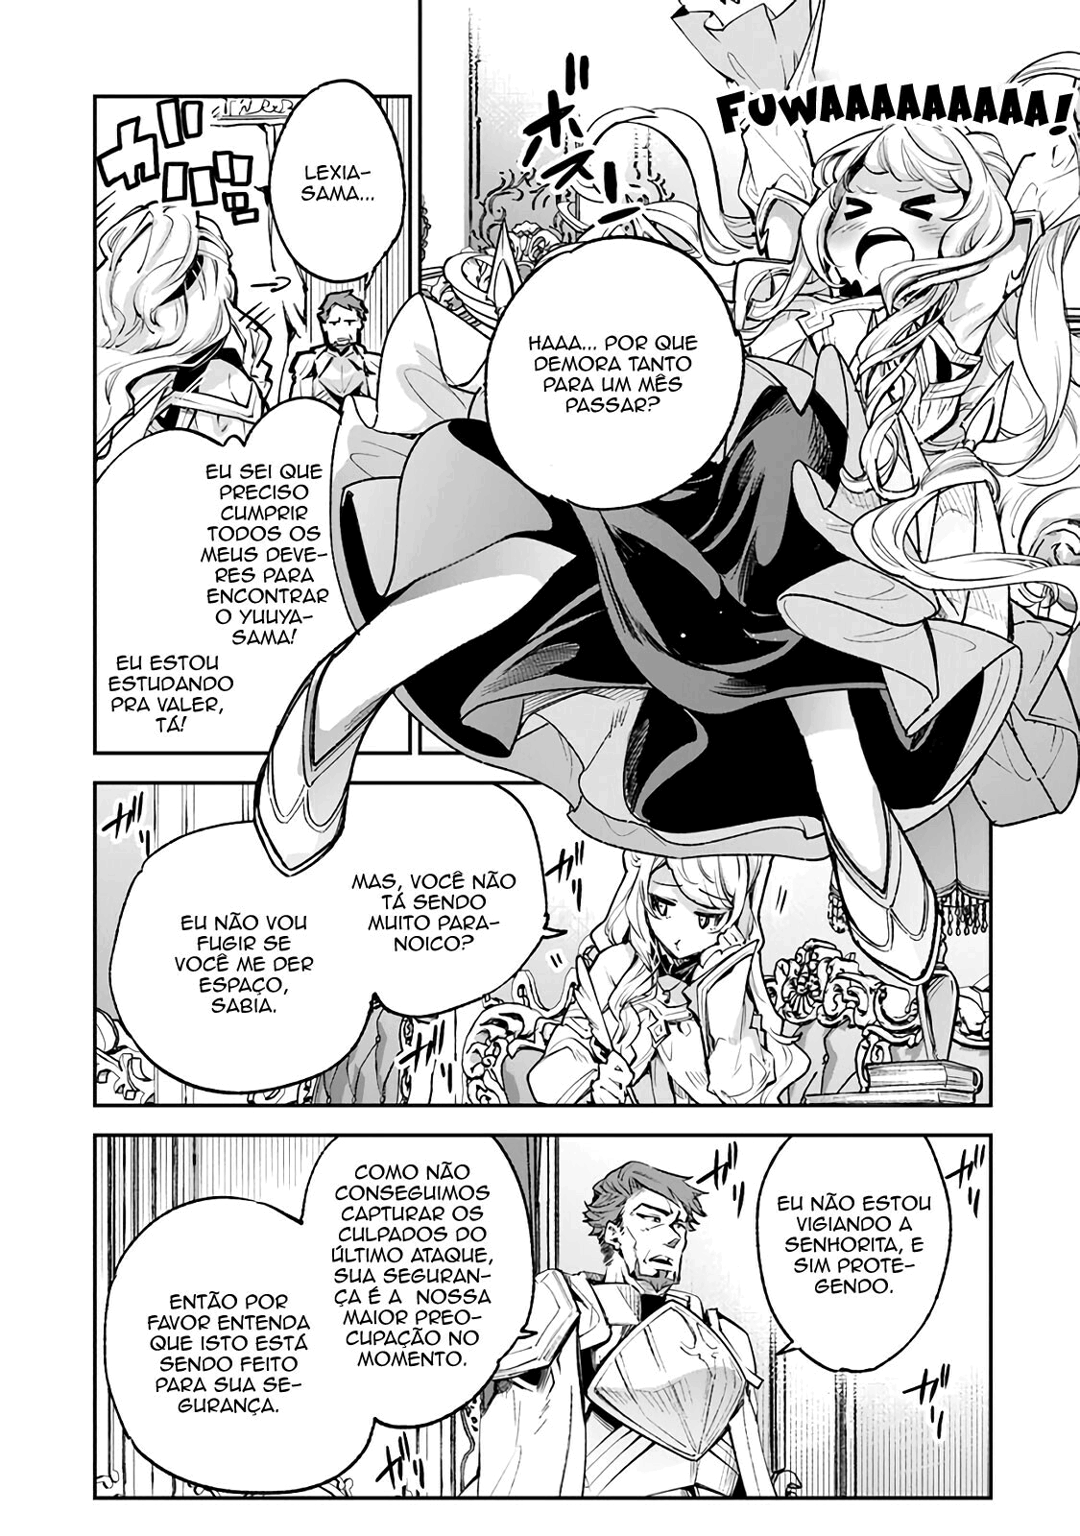 FUWAAAAAAAAAA!
ボスー
HAAA... POR QUE
DEMORA TANTO
PARA UM MÊS
PASSAR?
LEXIA-
SAMA...
EU SEI QUE
PRECISO
CUMPRIR
TODOS OS
MEUS DEVE-
RES PARA
ENCONTRAR
O YUUYA-
SAMA!
EU ESTOU
ESTUDANDO
PRA VALER,
TÁ!
MAS, VOCÊ NÃO
TÁ SENDO
MUITO PARA-
NOICO?
EU NÃO VOU
FUGIR SE
VOCÊ ME DER
ESPAÇO,
SABIA.
EU NÃO ESTOU
VIGIANDO A
SENHORITA, E
SIM PROTE-
GENDO.
COMO NÃO
CONSEGUIMOS
CAPTURAR OS
CULPADOS DO
ÚLTIMO ATAQUE,
SUA SEGURAN-
ÇA É A NOSSA
MAIOR PREO-
CUPAÇÃO NO
MOMENTO.
ENTÃO POR
FAVOR ENTENDA
QUE ISTO ESTÁ
SENDO FEITO
PARA SUA SE-
GURANÇA.